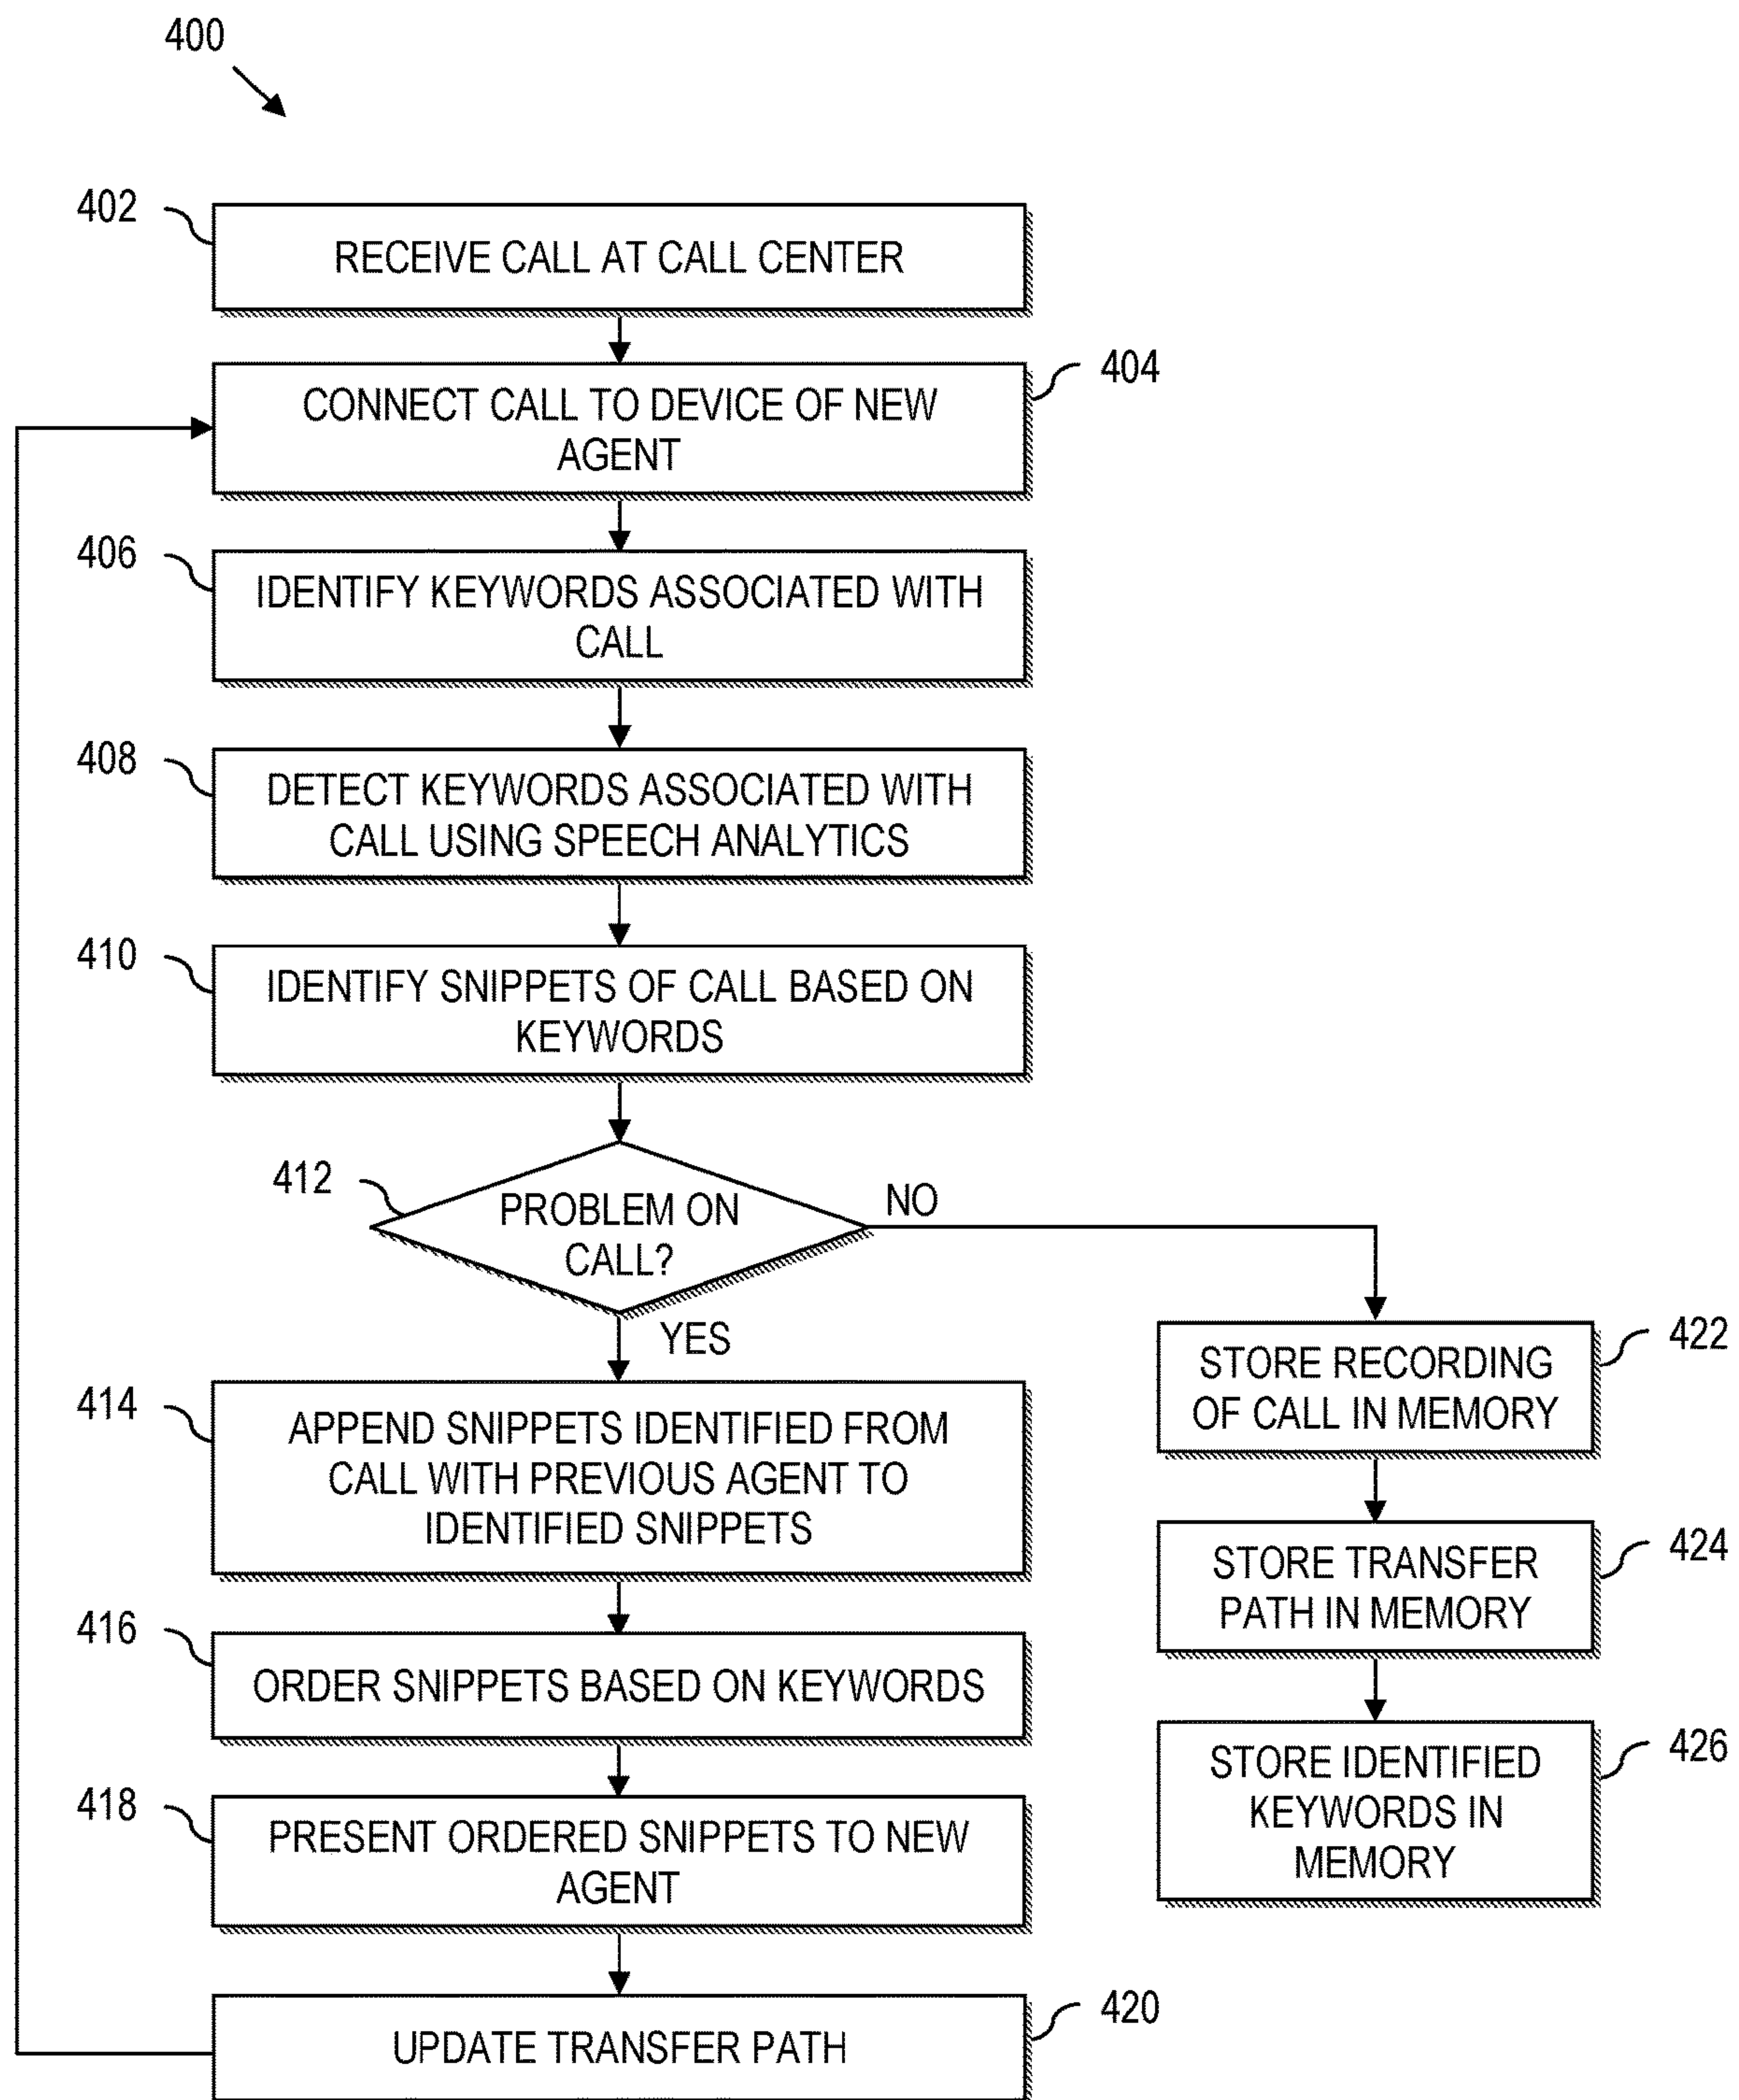 400
402
RECEIVE CALL AT CALL CENTER
404
CONNECT CALL TO DEVICE OF NEW
AGENT
406
IDENTIFY KEYWORDS ASSOCIATED WITH
CALL
408
DETECT KEYWORDS ASSOCIATED WITH
CALL USING SPEECH ANALYTICS
410
IDENTIFY SNIPPETS OF CALL BASED ON
KEYWORDS
412
PROBLEM ON
CALL?
NO
YES
414
APPEND SNIPPETS IDENTIFIED FROM
CALL WITH PREVIOUS AGENT TO
IDENTIFIED SNIPPETS
416
ORDER SNIPPETS BASED ON KEYWORDS
418
PRESENT ORDERED SNIPPETS TO NEW
AGENT
420
UPDATE TRANSFER PATH
422
STORE RECORDING
OF CALL IN MEMORY
424
STORE TRANSFER
PATH IN MEMORY
426
STORE IDENTIFIED
KEYWORDS IN
MEMORY